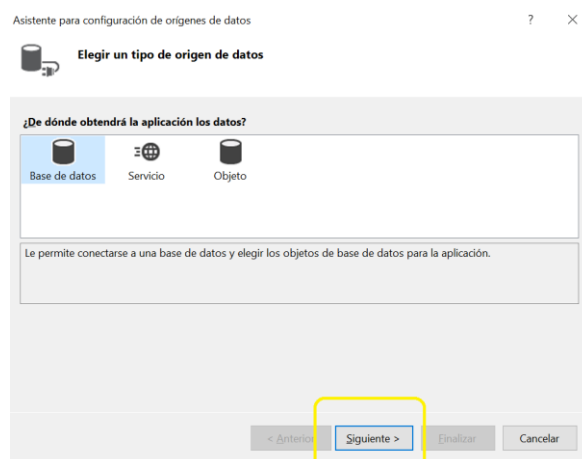 Asistente para configuración de orígenes de datos ? ×
Elegir un tipo de origen de datos
¿De dónde obtendrá la aplicación los datos?
Base de datos Servicio Objeto
Le permite conectarse a una base de datos y elegir los objetos de base de datos para la aplicación.
< Anterior Siguiente > Finalizar Cancelar